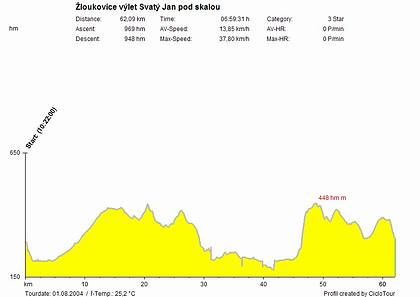 Žloukovice výlet Svatý Jan pod skalou
Distance: 62,09 km Time: 06:59:31 h Category: 3 Star
hm Ascent: 969 hm AV-Speed: 13,85 km/h AV-HR: 0 P/min
Descent: 948 hm Max-Speed: 37,80 km/h Max-HR: 0 P/min
Start: (10:22:00)
650
448 hm m
150
km 10 20 30 40 50 60
Tourdate: 01.08.2004 / f-Temp.: 25,2 °C Profil created by CicloTour